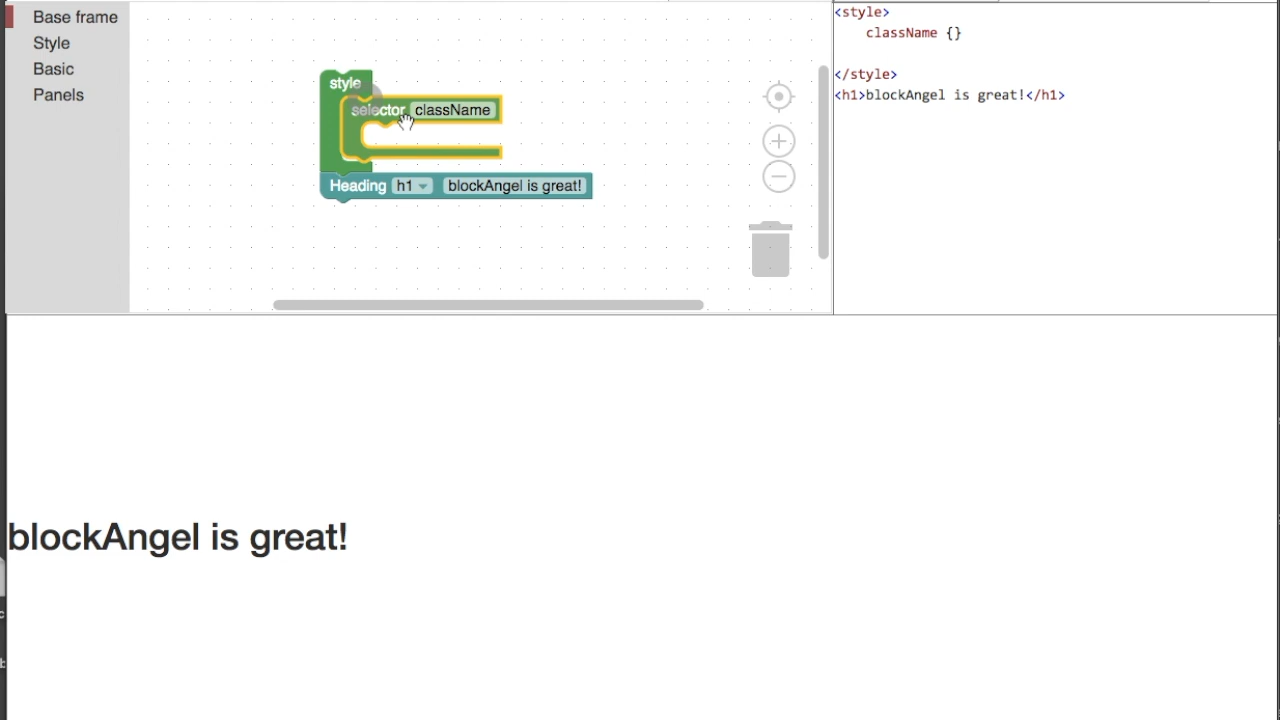 Base frame
Style
Basic
Panels
style
selector className
Heading h1 blockAngel is great!
<style>
className {}
</style>
<h1>blockAngel is great!</h1>
blockAngel is great!
c
b